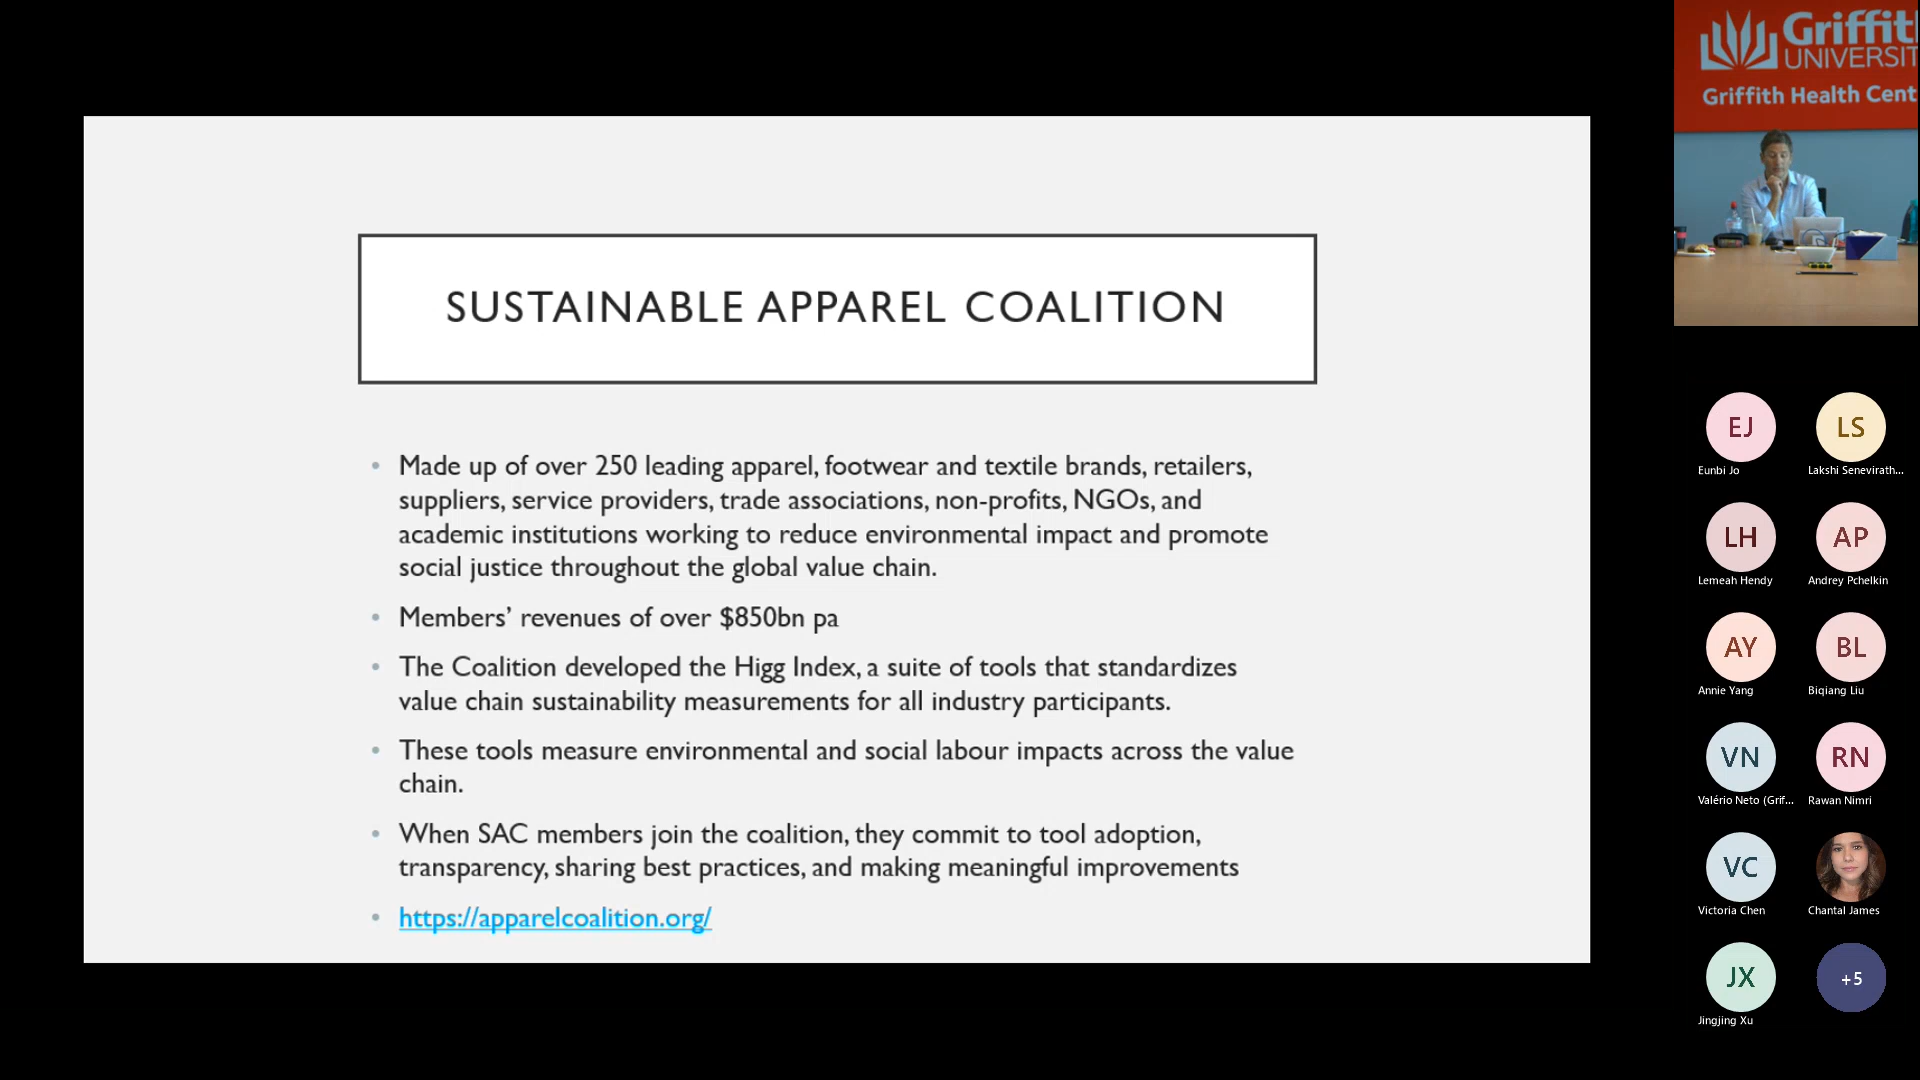 SUSTAINABLE APPAREL COALITION
• Made up of over 250 leading apparel, footwear and textile brands, retailers,
suppliers, service providers, trade associations, non-profits, NGOs, and
academic institutions working to reduce environmental impact and promote
social justice throughout the global value chain.
• Members’ revenues of over $850bn pa
• The Coalition developed the Higg Index, a suite of tools that standardizes
value chain sustainability measurements for all industry participants.
• These tools measure environmental and social labour impacts across the value
chain.
• When SAC members join the coalition, they commit to tool adoption,
transparency, sharing best practices, and making meaningful improvements
• https://apparelcoalition.org/
Griffit
UNIVERSIT
Griffith Health Cent
EJ
Eunbi Jo
LS
Lakshi Senevirath...
LH
Lemeah Hendy
AP
Andrey Pchelkin
AY
Annie Yang
BL
Biqiang Liu
VN
Valério Neto (Grif...
RN
Rawan Nimri
VC
Victoria Chen
Chantal James
JX
Jingjing Xu
+5